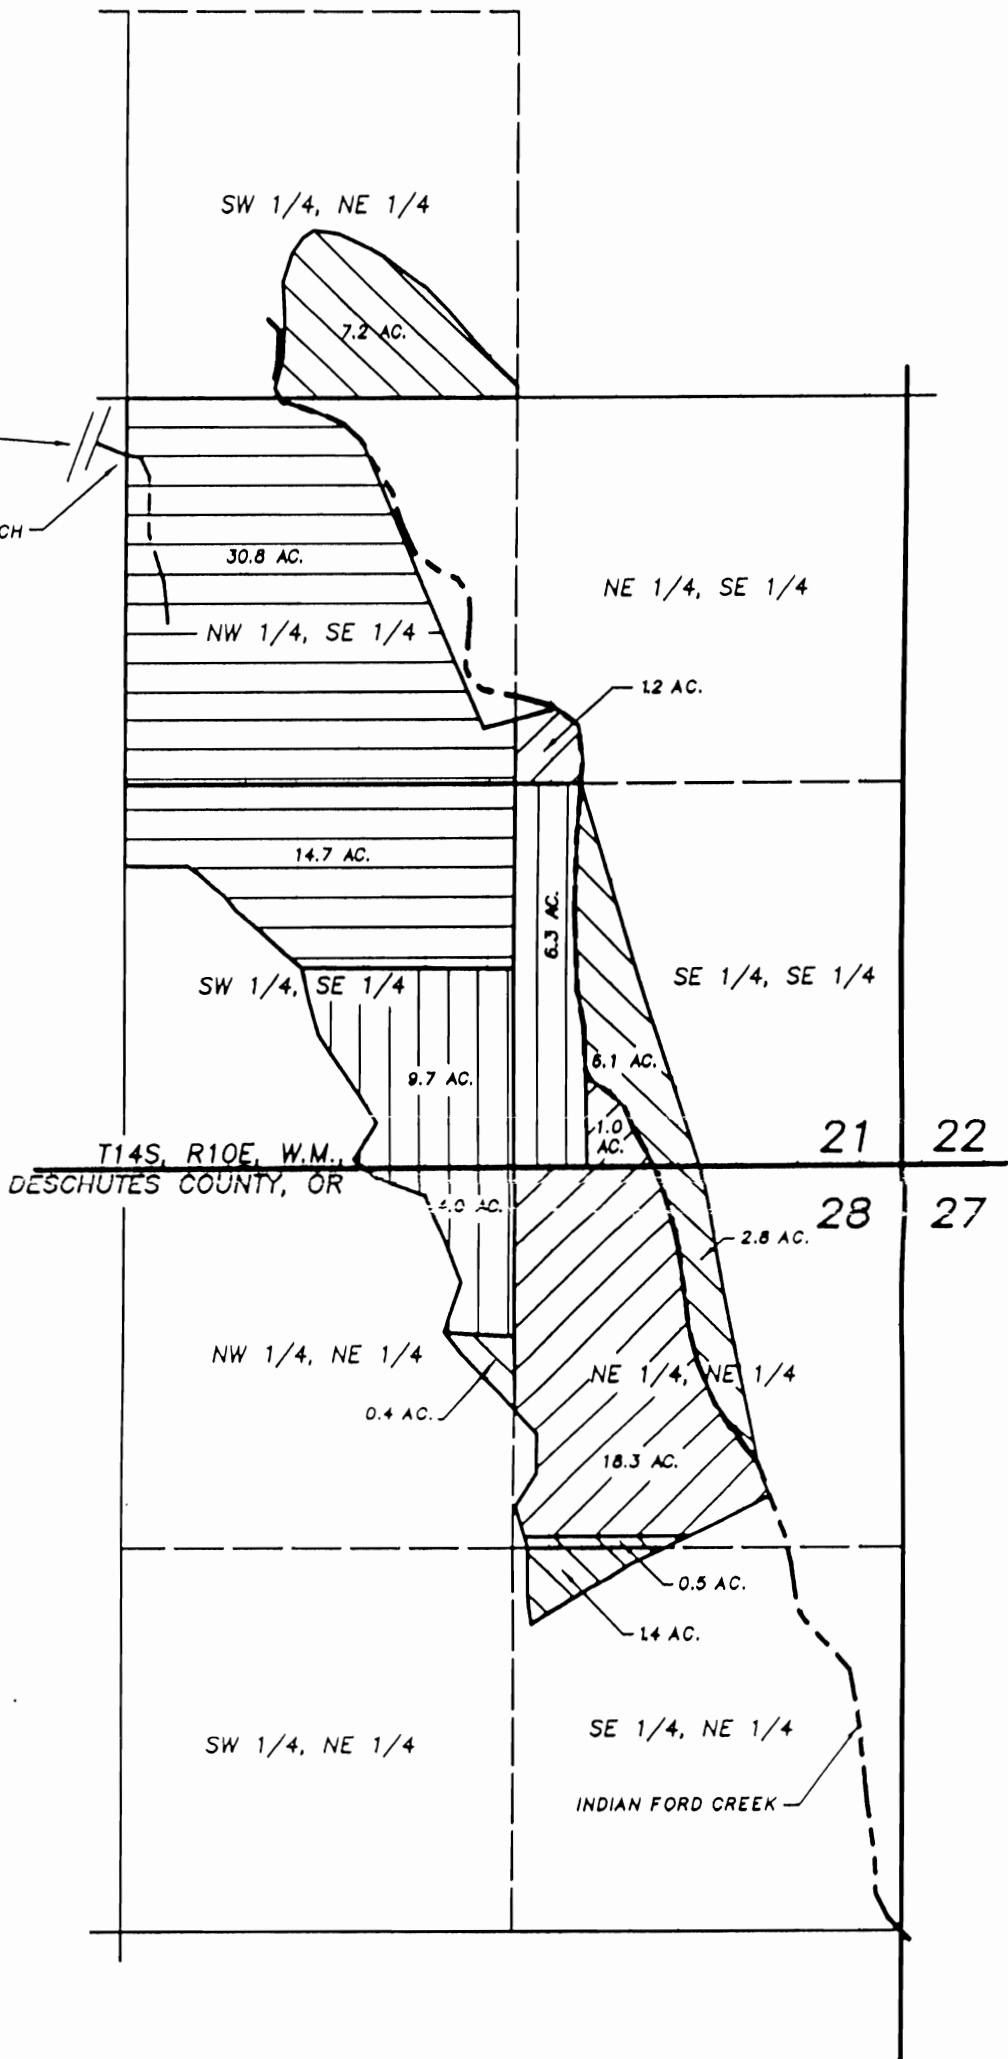 SW 1/4, NE 1/4
7.2 AC.
CH
30.8 AC.
NE 1/4, SE 1/4
NW 1/4, SE 1/4
1.2 AC.
14.7 AC.
6.3 AC.
SE 1/4, SE 1/4
SW 1/4, SE 1/4
6.1 AC.
9.7 AC.
1.0
AC.
21 22
T14S, R10E, W.M.,
DESCHUTES COUNTY, OR
4.0 AC.
28 27
2.8 AC.
NW 1/4, NE 1/4
NE 1/4, NE 1/4
0.4 AC.
18.3 AC.
0.5 AC.
1.4 AC.
SE 1/4, NE 1/4
SW 1/4, NE 1/4
INDIAN FORD CREEK